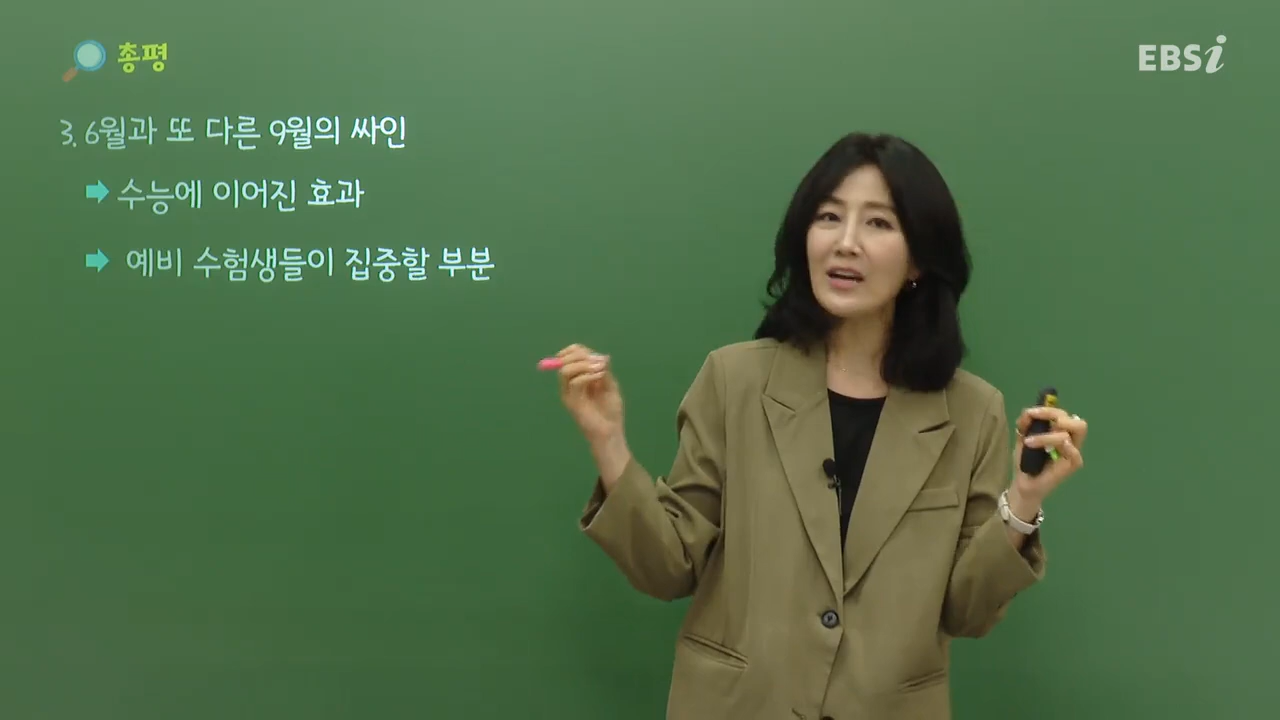 총평
EBSi
3. 6월과 또 다른 9월의 싸인
수능에 이어진 효과
예비 수험생들이 집중할 부분